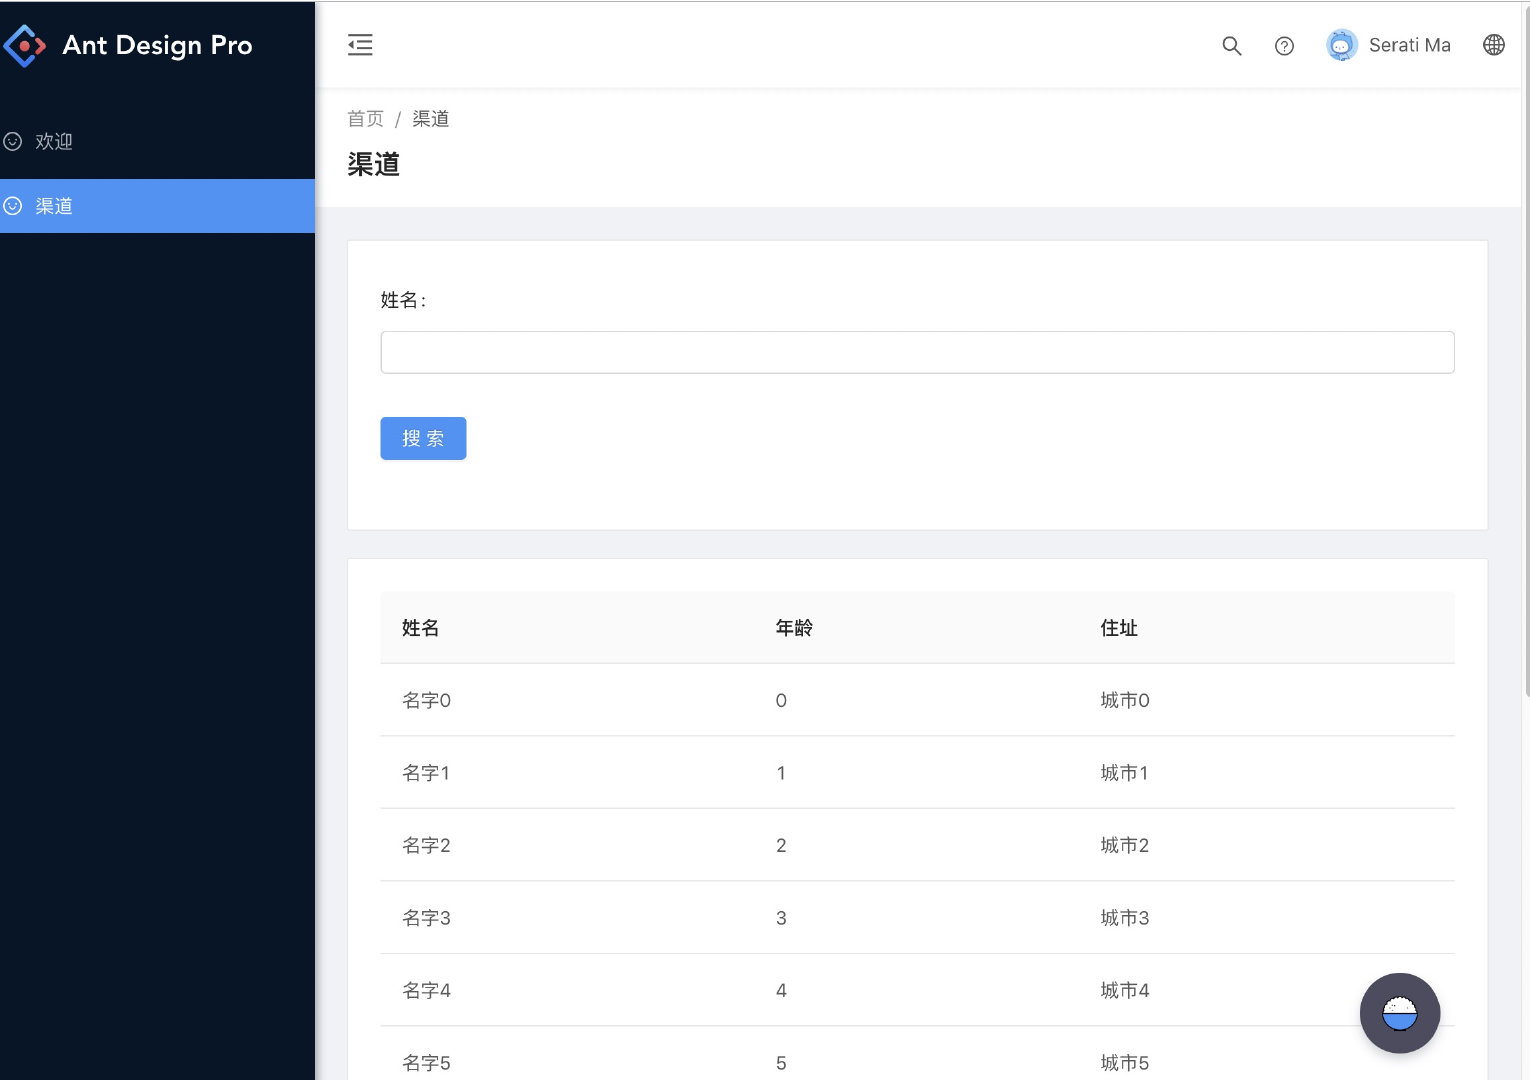 Ant Design Pro
Serati Ma
欢迎
渠道
首页 / 渠道
渠道
姓名:
搜 索
姓名 年龄 住址
名字0 0 城市0
名字1 1 城市1
名字2 2 城市2
名字3 3 城市3
名字4 4 城市4
名字5 5 城市5